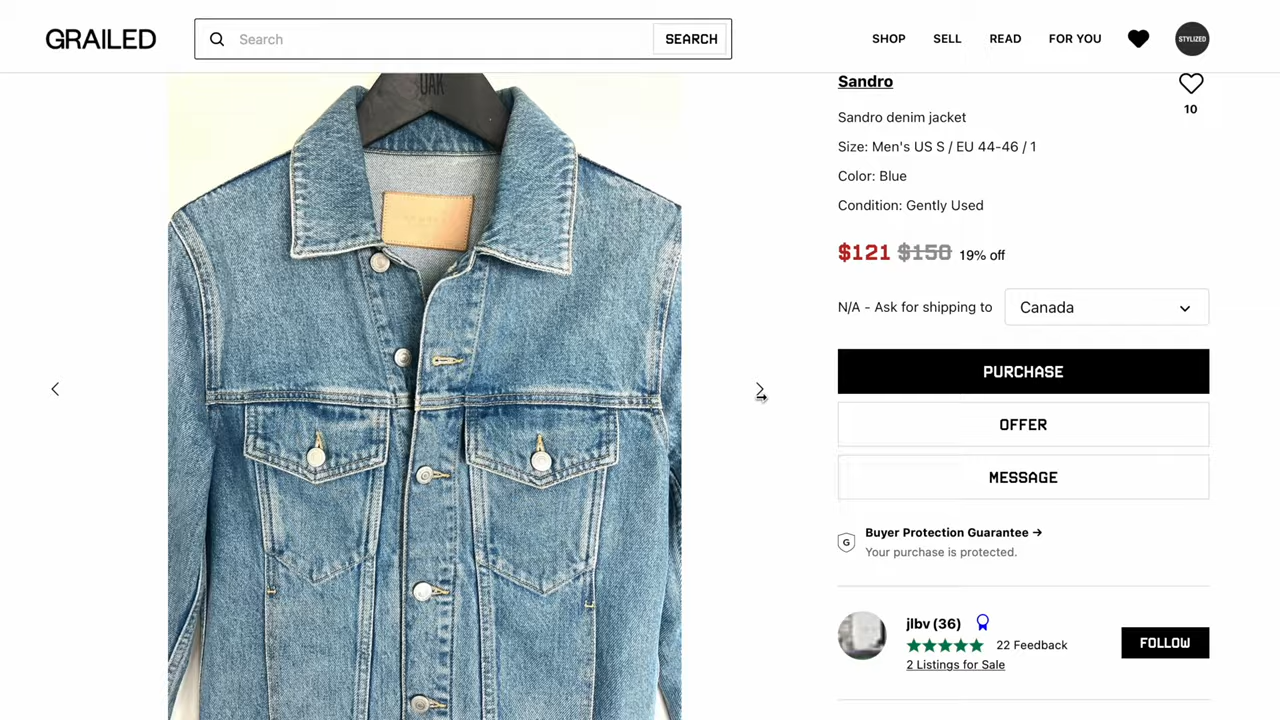 GRAILED
Search
SEARCH
SHOP
SELL
READ
FOR YOU
STYLIZED
OAK
Sandro
10
Sandro denim jacket
Size: Men's US S / EU 44-46 / 1
Color: Blue
Condition: Gently Used
$121 $150 19% off
N/A - Ask for shipping to
Canada
PURCHASE
OFFER
MESSAGE
G
Buyer Protection Guarantee →
Your purchase is protected.
jlbv (36)
22 Feedback
2 Listings for Sale
FOLLOW